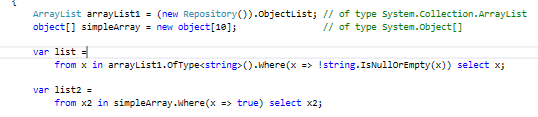 {
ArrayList arrayList1 = (new Repository()).ObjectList; // of type System.Collection.ArrayList
object[] simpleArray = new object[10]; // of type System.Object[]
var list =
from x in arrayList1.OfType<string>().Where(x => !string.IsNullOrEmpty(x)) select x;
var list2 =
from x2 in simpleArray.Where(x => true) select x2;